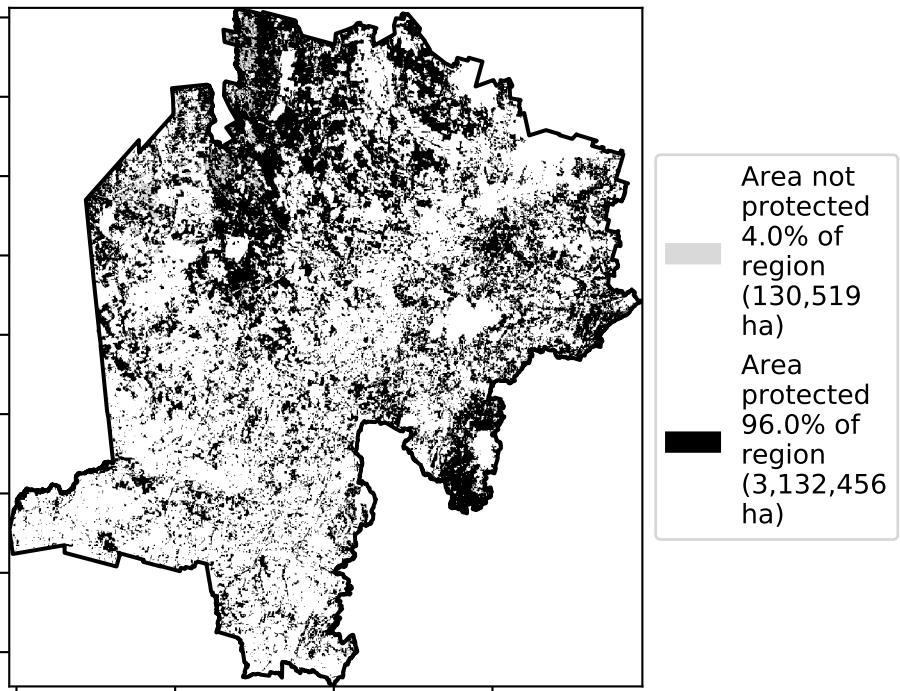 Area not
protected
4.0% of
region
(130,519
ha)
Area
protected
96.0% of
region
(3,132,456
ha)